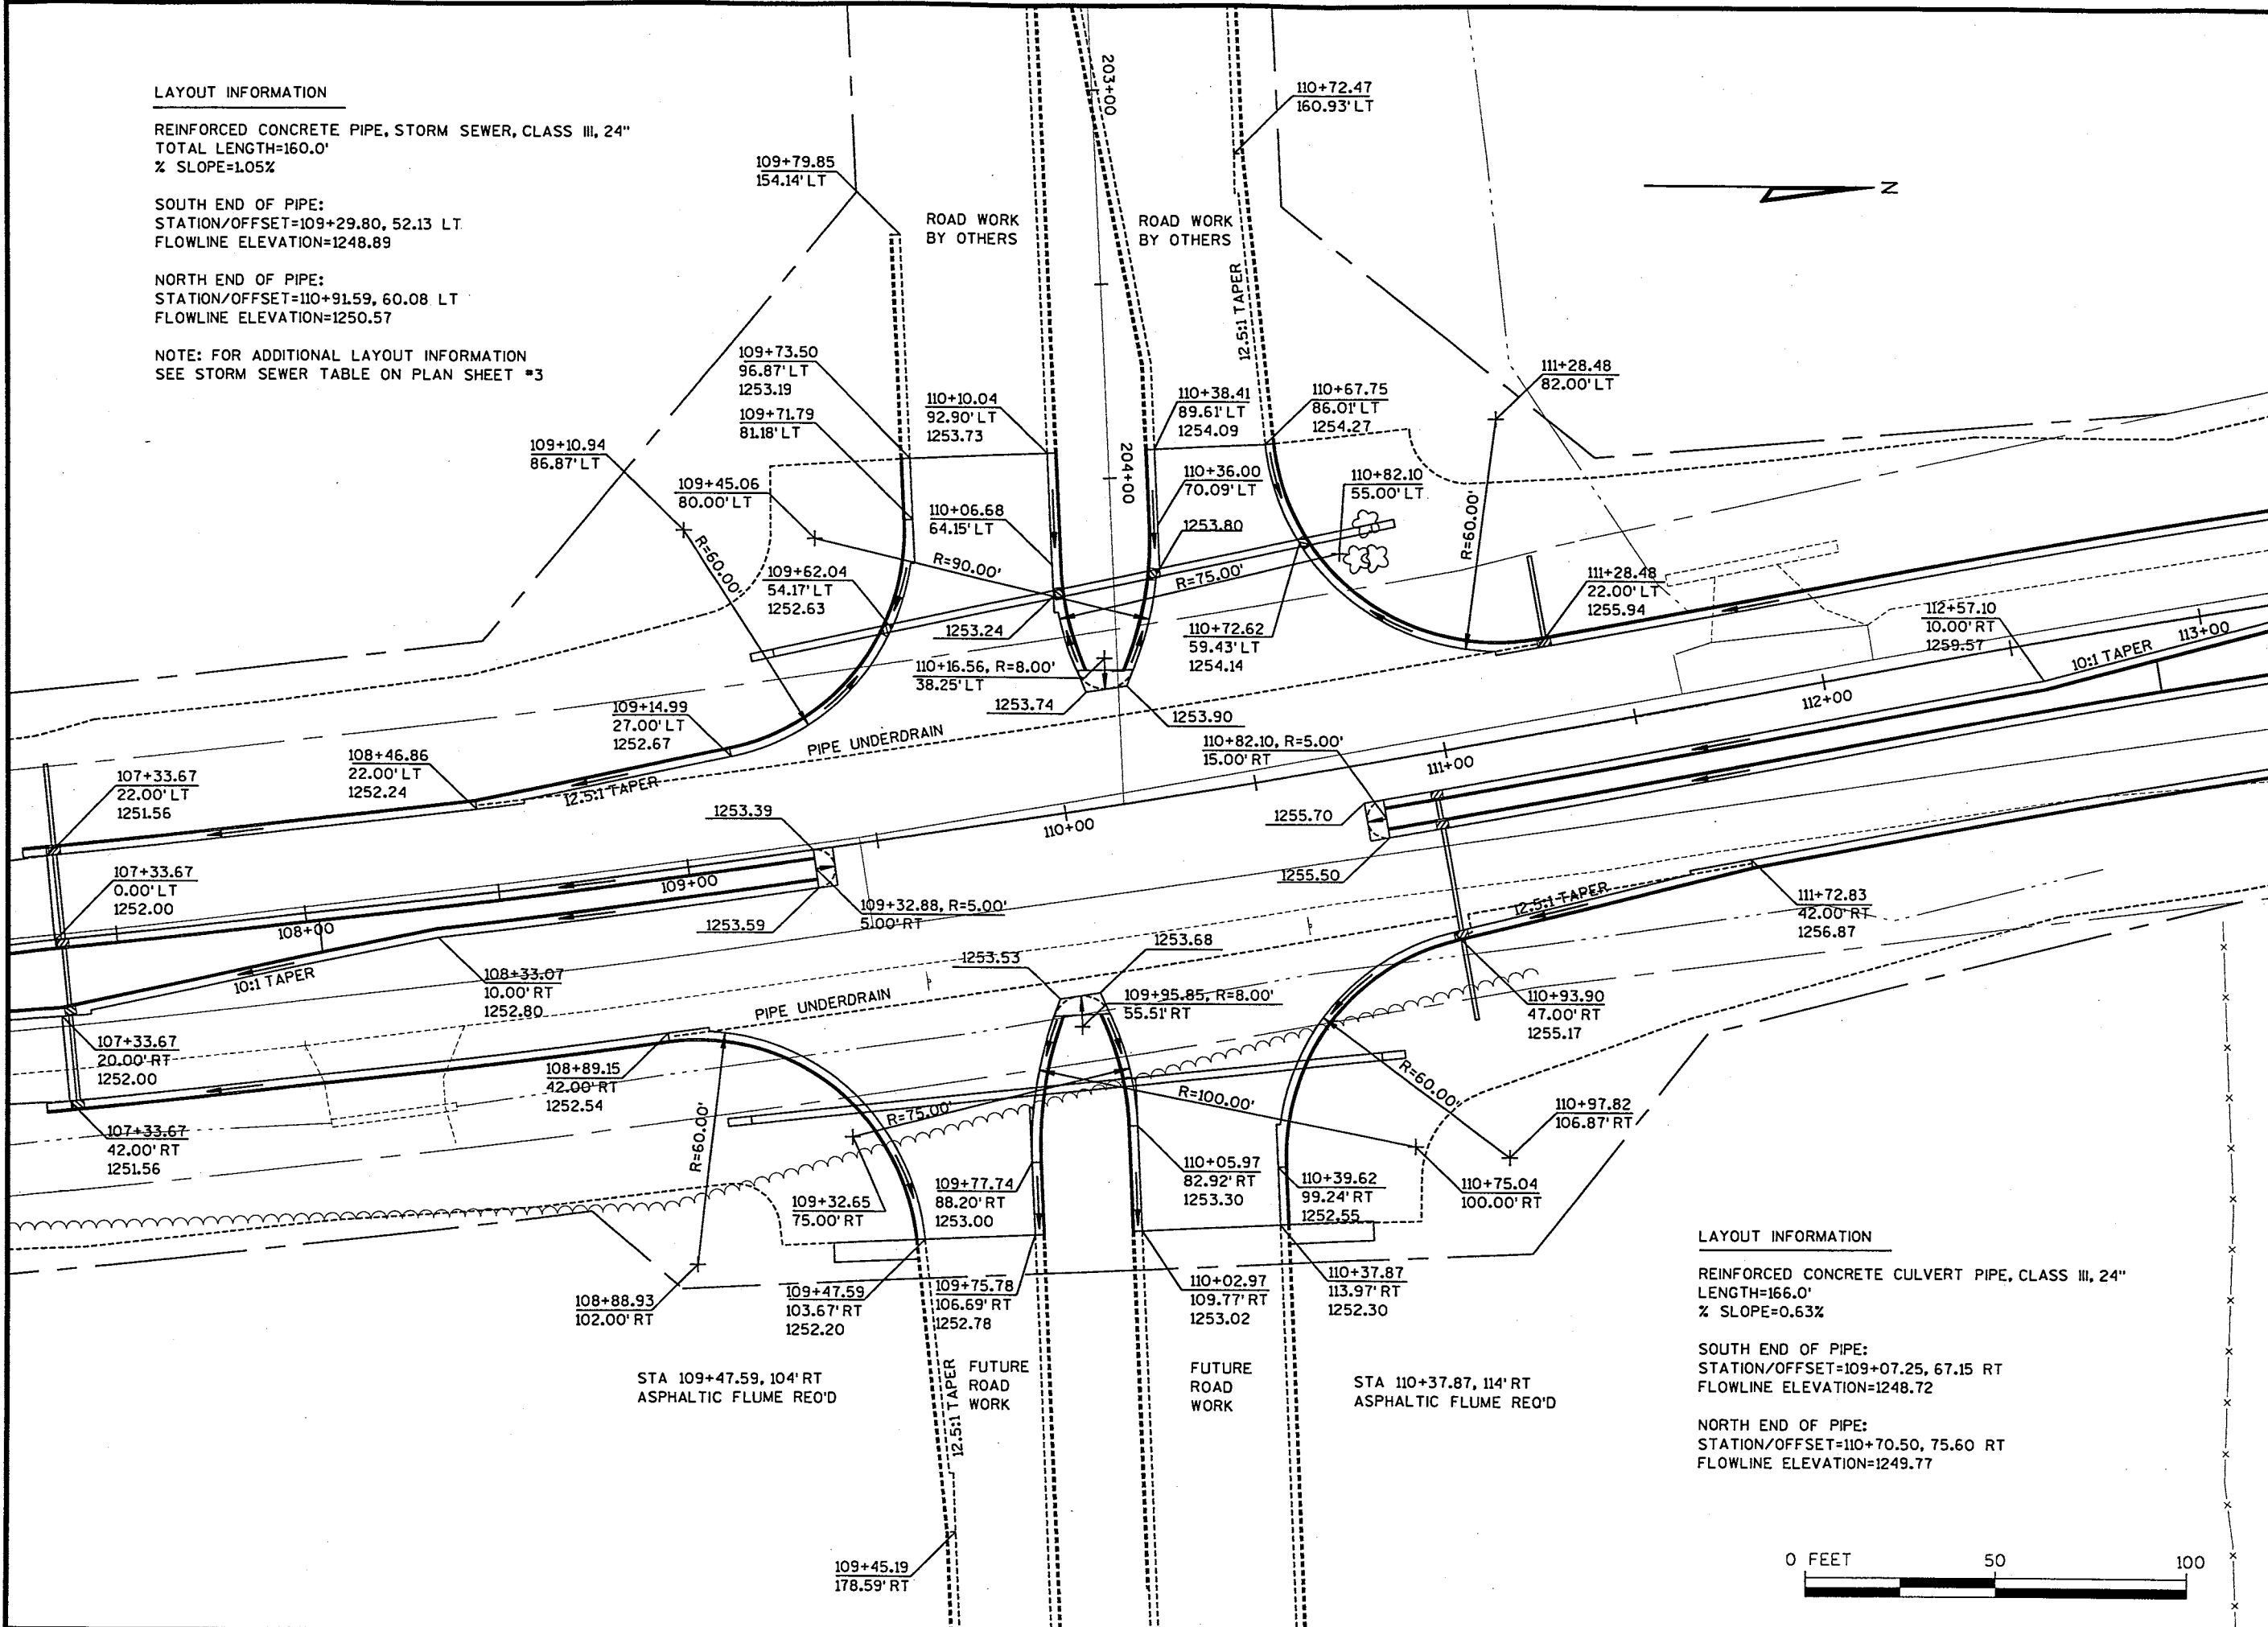 LAYOUT INFORMATION
REINFORCED CONCRETE PIPE, STORM SEWER, CLASS III, 24"
TOTAL LENGTH=160.0'
% SLOPE=1.05%
SOUTH END OF PIPE:
STATION/OFFSET=109+29.80, 52.13 LT
FLOWLINE ELEVATION=1248.89
NORTH END OF PIPE:
STATION/OFFSET=110+91.59, 60.08 LT
FLOWLINE ELEVATION=1250.57
NOTE: FOR ADDITIONAL LAYOUT INFORMATION
SEE STORM SEWER TABLE ON PLAN SHEET #3
203+00
110+72.47
160.93' LT
109+79.85
154.14' LT
N
ROAD WORK
BY OTHERS
ROAD WORK
BY OTHERS
12.5:1 TAPER
109+73.50
96.87' LT
1253.19
109+71.79
81.18' LT
110+10.04
92.90' LT
1253.73
110+38.41
89.61' LT
1254.09
110+67.75
86.01' LT
1254.27
111+28.48
82.00' LT
109+10.94
86.87' LT
204+00
109+45.06
80.00' LT
110+36.00
70.09' LT
110+82.10
55.00' LT
110+06.68
64.15' LT
1253.80
R=60.00'
R=60.00'
R=90.00'
R=75.00'
109+62.04
54.17' LT
1252.63
111+28.48
22.00' LT
1255.94
112+57.10
10.00' RT
1259.57
113+00
10:1 TAPER
1253.24
110+72.62
59.43' LT
1254.14
110+16.56, R=8.00'
38.25' LT
1253.74
1253.90
112+00
109+14.99
27.00' LT
1252.67
PIPE UNDERDRAIN
110+82.10, R=5.00'
15.00' RT
108+46.86
22.00' LT
1252.24
111+00
107+33.67
22.00' LT
1251.56
12.5:1 TAPER
1253.39
110+00
1255.70
107+33.67
0.00' LT
1252.00
109+00
1255.50
109+32.88, R=5.00'
5.00' RT
12.5:1 TAPER
111+72.83
42.00' RT
1256.87
108+00
1253.59
1253.68
1253.53
10:1 TAPER
108+33.07
10.00' RT
1252.80
PIPE UNDERDRAIN
109+95.85, R=8.00'
55.51' RT
110+93.90
47.00' RT
1255.17
107+33.67
20.00' RT
1252.00
108+89.15
42.00' RT
1252.54
R=60.00'
R=75.00'
R=100.00'
R=60.00'
110+97.82
106.87' RT
107+33.67
42.00' RT
1251.56
109+32.65
75.00' RT
109+77.74
88.20' RT
1253.00
110+05.97
82.92' RT
1253.30
110+39.62
99.24' RT
1252.55
110+75.04
100.00' RT
108+88.93
102.00' RT
109+47.59
103.67' RT
1252.20
109+75.78
106.69' RT
1252.78
110+02.97
109.77' RT
1253.02
110+37.87
113.97' RT
1252.30
LAYOUT INFORMATION
REINFORCED CONCRETE CULVERT PIPE, CLASS III, 24"
LENGTH=166.0'
% SLOPE=0.63%
SOUTH END OF PIPE:
STATION/OFFSET=109+07.25, 67.15 RT
FLOWLINE ELEVATION=1248.72
NORTH END OF PIPE:
STATION/OFFSET=110+70.50, 75.60 RT
FLOWLINE ELEVATION=1249.77
STA 109+47.59, 104' RT
ASPHALTIC FLUME REQ'D
12.5:1 TAPER
FUTURE
ROAD
WORK
FUTURE
ROAD
WORK
STA 110+37.87, 114' RT
ASPHALTIC FLUME REQ'D
109+45.19
178.59' RT
0 FEET 50 100